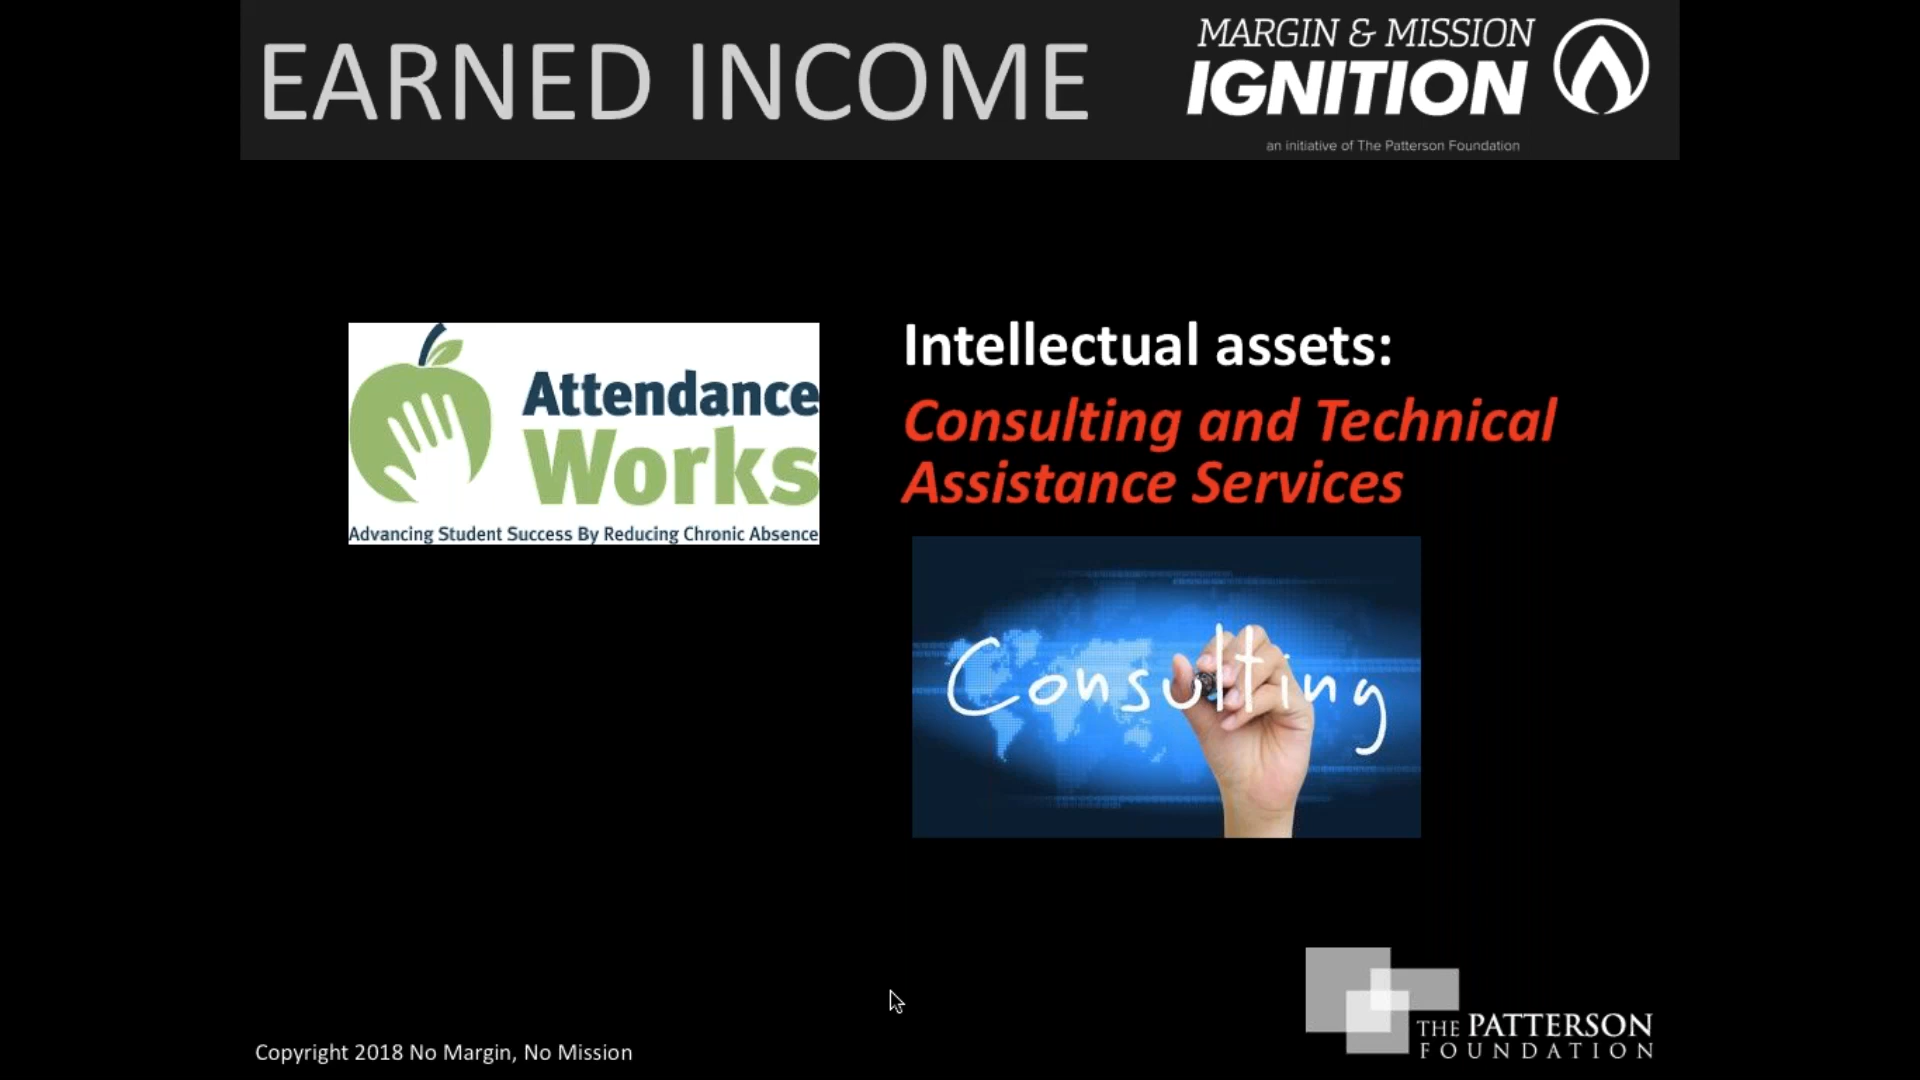 EARNED INCOME
MARGIN & MISSION
IGNITION
an initiative of The Patterson Foundation
Attendance
Works
Advancing Student Success By Reducing Chronic Absence
Intellectual assets:
Consulting and Technical
Assistance Services
Consulting
THE PATTERSON
FOUNDATION
Copyright 2018 No Margin, No Mission